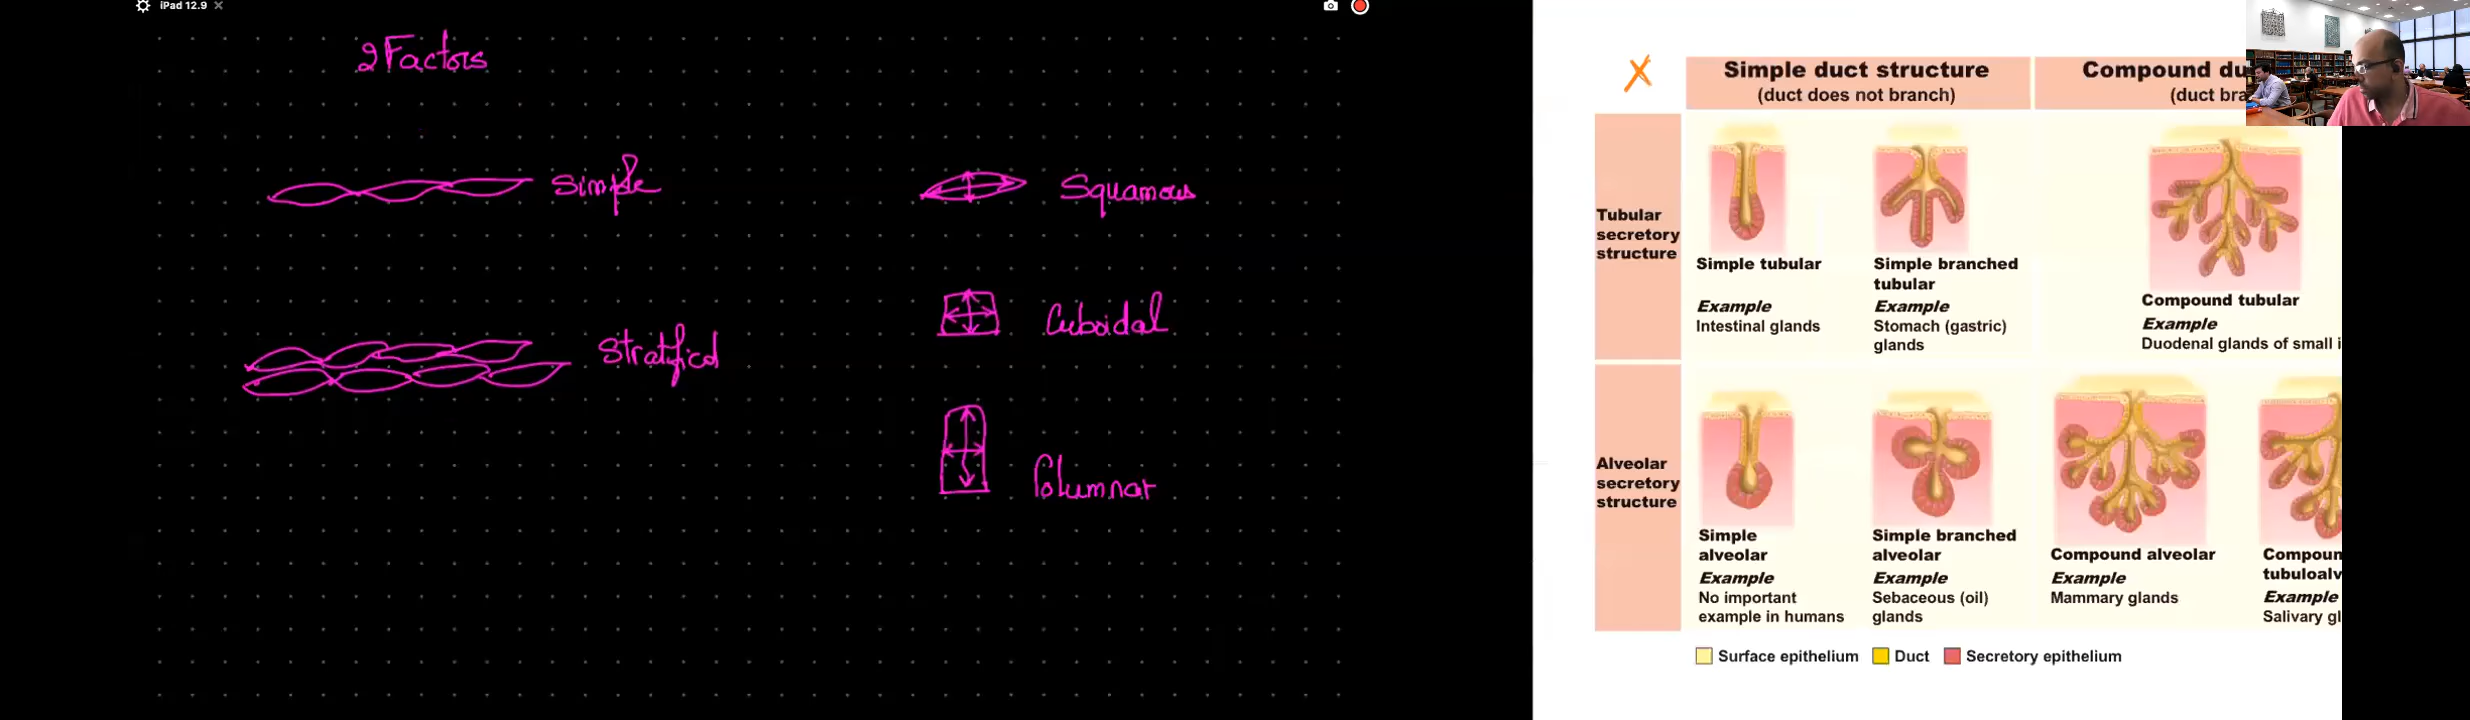 iPad 12.9
2 Factors
Simple
Stratified
Squamous
Cuboidal
Columnar
X
Simple duct structure
(duct does not branch)
Compound du
(duct bra
Tubular
secretory
structure
Simple tubular
Example
Intestinal glands
Simple branched
tubular
Example
Stomach (gastric)
glands
Compound tubular
Example
Duodenal glands of small i
Alveolar
secretory
structure
Simple
alveolar
Example
No important
example in humans
Simple branched
alveolar
Example
Sebaceous (oil)
glands
Compound alveolar
Example
Mammary glands
Compoun
tubuloalv
Example
Salivary gl
Surface epithelium
Duct
Secretory epithelium